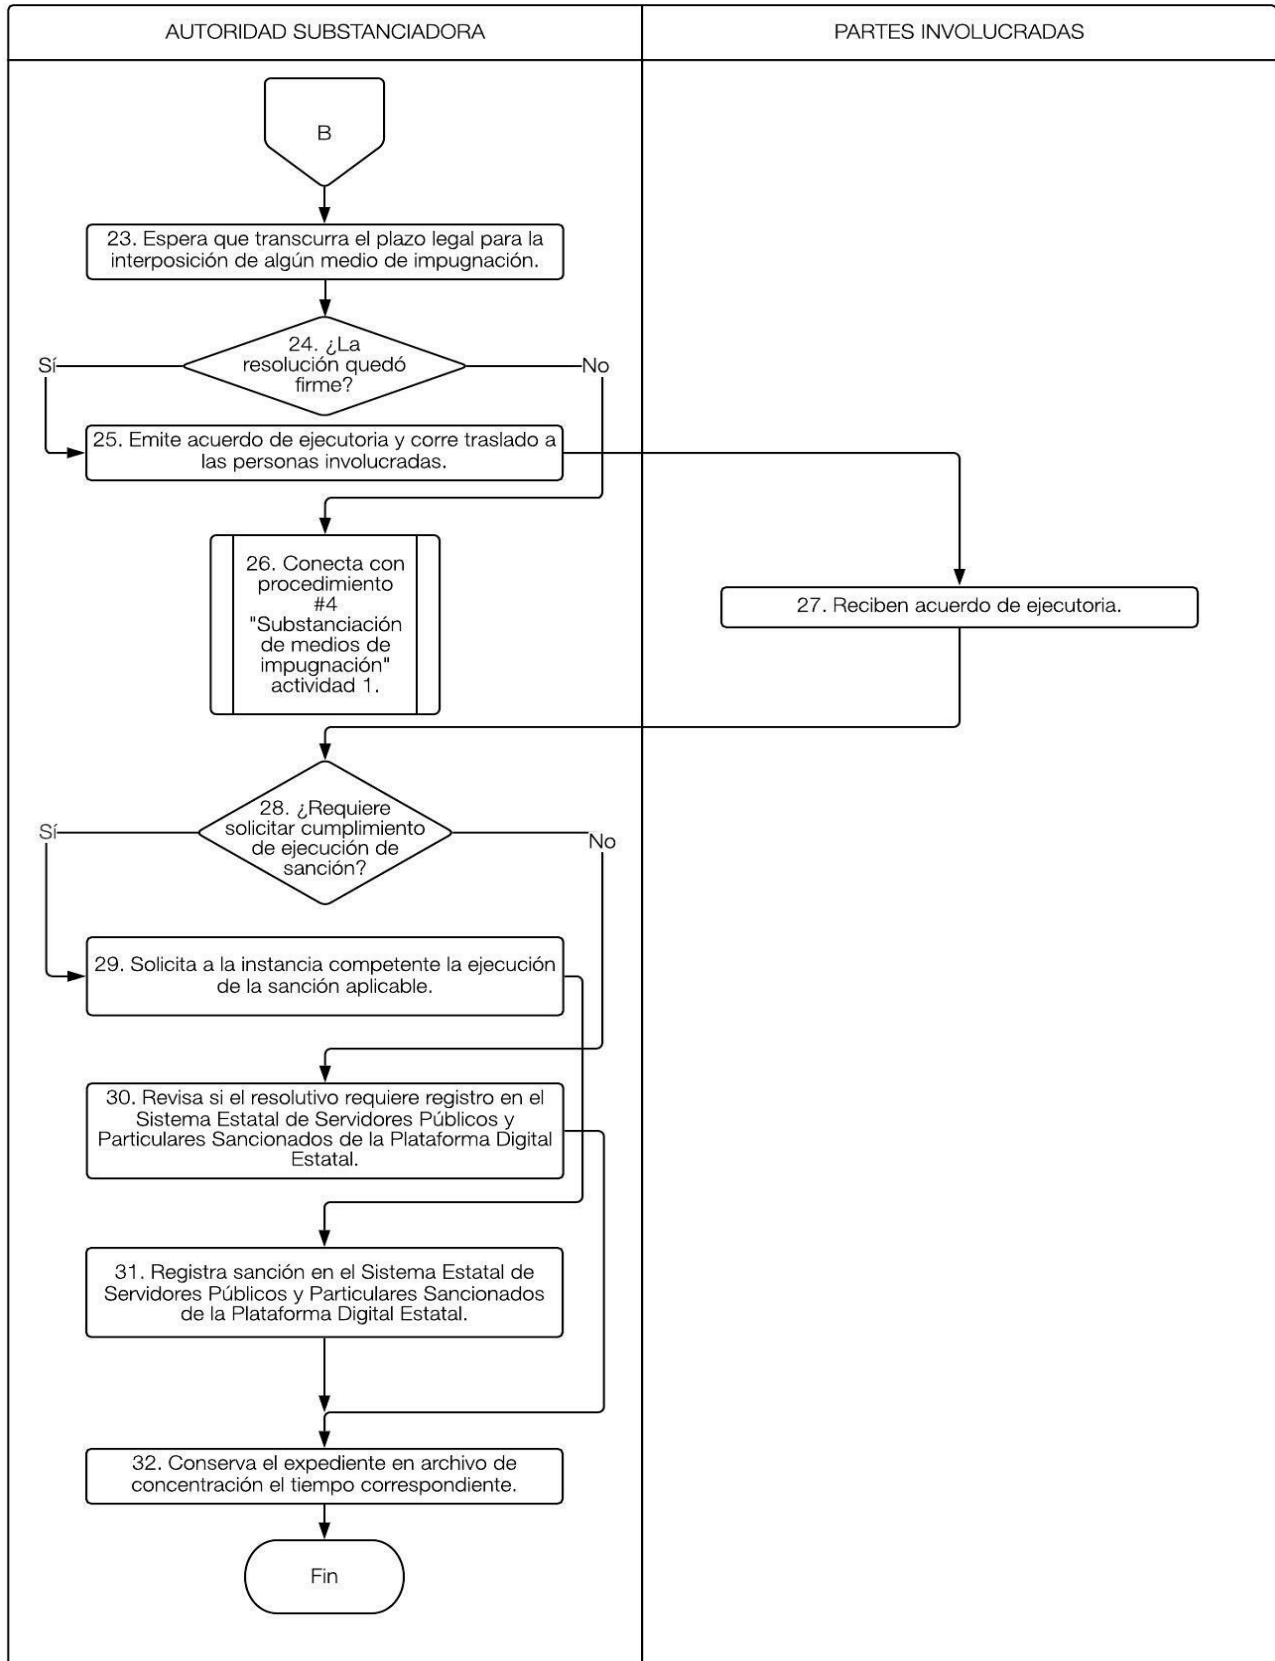 AUTORIDAD SUBSTANCIADORA
PARTES INVOLUCRADAS
B
23. Espera que transcurra el plazo legal para la
interposición de algún medio de impugnación.
24. ¿La
resolución quedó
firme?
Sí
No
25. Emite acuerdo de ejecutoria y corre traslado a
las personas involucradas.
26. Conecta con
procedimiento
#4
"Substanciación
de medios de
impugnación"
actividad 1.
27. Reciben acuerdo de ejecutoria.
28. ¿Requiere
solicitar cumplimiento
de ejecución de
sanción?
Sí
No
29. Solicita a la instancia competente la ejecución
de la sanción aplicable.
30. Revisa si el resolutivo requiere registro en el
Sistema Estatal de Servidores Públicos y
Particulares Sancionados de la Plataforma Digital
Estatal.
31. Registra sanción en el Sistema Estatal de
Servidores Públicos y Particulares Sancionados
de la Plataforma Digital Estatal.
32. Conserva el expediente en archivo de
concentración el tiempo correspondiente.
Fin